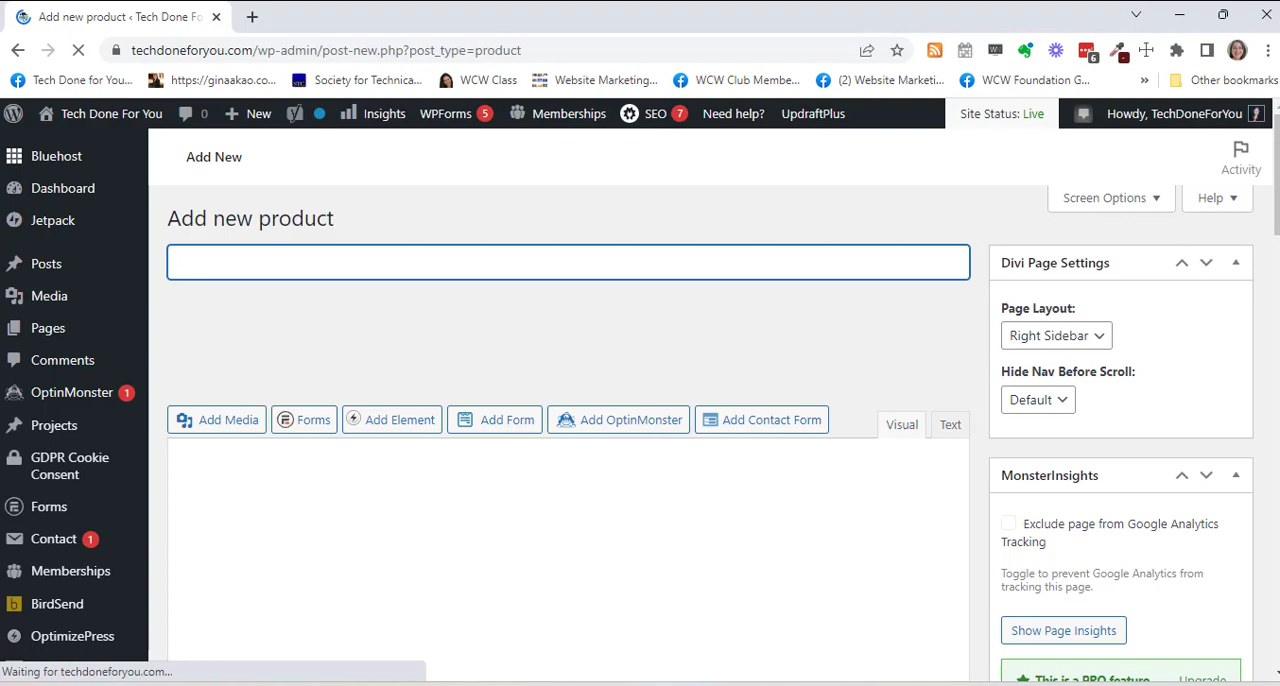 Add new product ‹ Tech Done Fo
techdoneforyou.com/wp-admin/post-new.php?post_type=product
6
Tech Done for You...
https://ginaakao.co...
Society for Technica...
WCW Class
Website Marketing...
WCW Club Membe...
(2) Website Marketi...
WCW Foundation G...
»
Other bookmarks
Tech Done For You
0
New
Insights
WPForms 5
Memberships
SEO 7
Need help?
UpdraftPlus
Site Status: Live
Howdy, TechDoneForYou
Bluehost
Dashboard
Jetpack
Posts
Media
Pages
Comments
OptinMonster 1
Projects
GDPR Cookie
Consent
Forms
Contact 1
Memberships
b BirdSend
OptimizePress
Waiting for techdoneforyou.com...
Add New
Activity
Screen Options
Help
Add new product
Add Media
Forms
Add Element
Add Form
Add OptinMonster
Add Contact Form
Visual
Text
Divi Page Settings
Page Layout:
Right Sidebar
Hide Nav Before Scroll:
Default
MonsterInsights
Exclude page from Google Analytics
Tracking
Toggle to prevent Google Analytics from
tracking this page.
Show Page Insights
This is a PRO feature
Upgrade